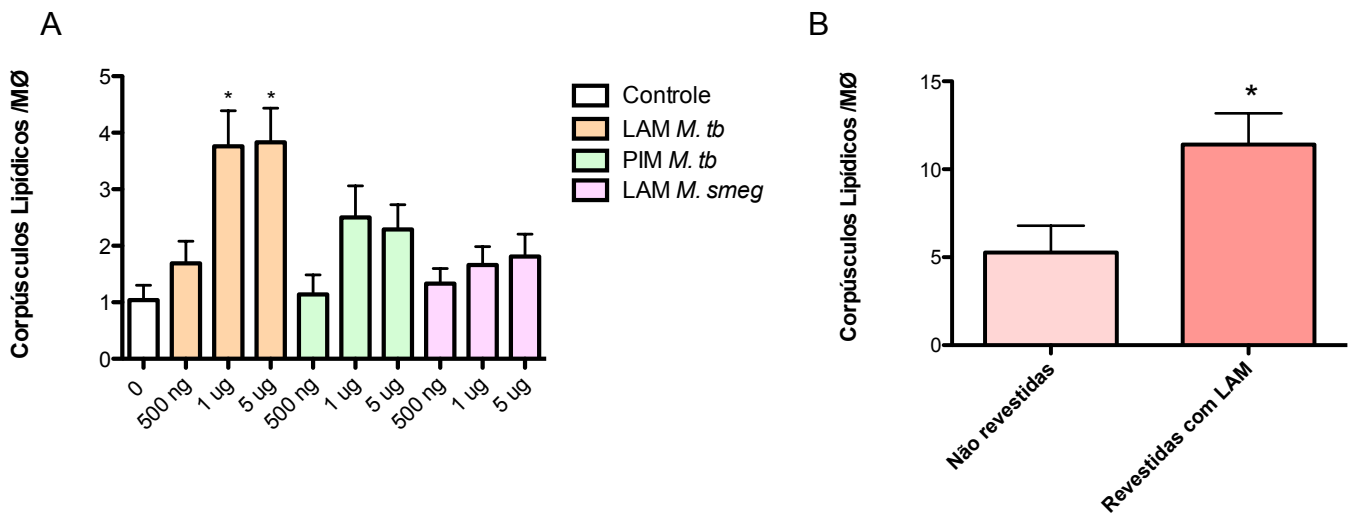 A
Corpúsculos Lipídicos /MØ
5
4
3
2
1
0
* *
0
500 ng
1 ug
5 ug
500 ng
1 ug
5 ug
500 ng
1 ug
5 ug
Controle
LAM M. tb
PIM M. tb
LAM M. smeg
B
Corpúsculos Lipídicos /MØ
15
10
5
0
*
Não revestidas
Revestidas com LAM